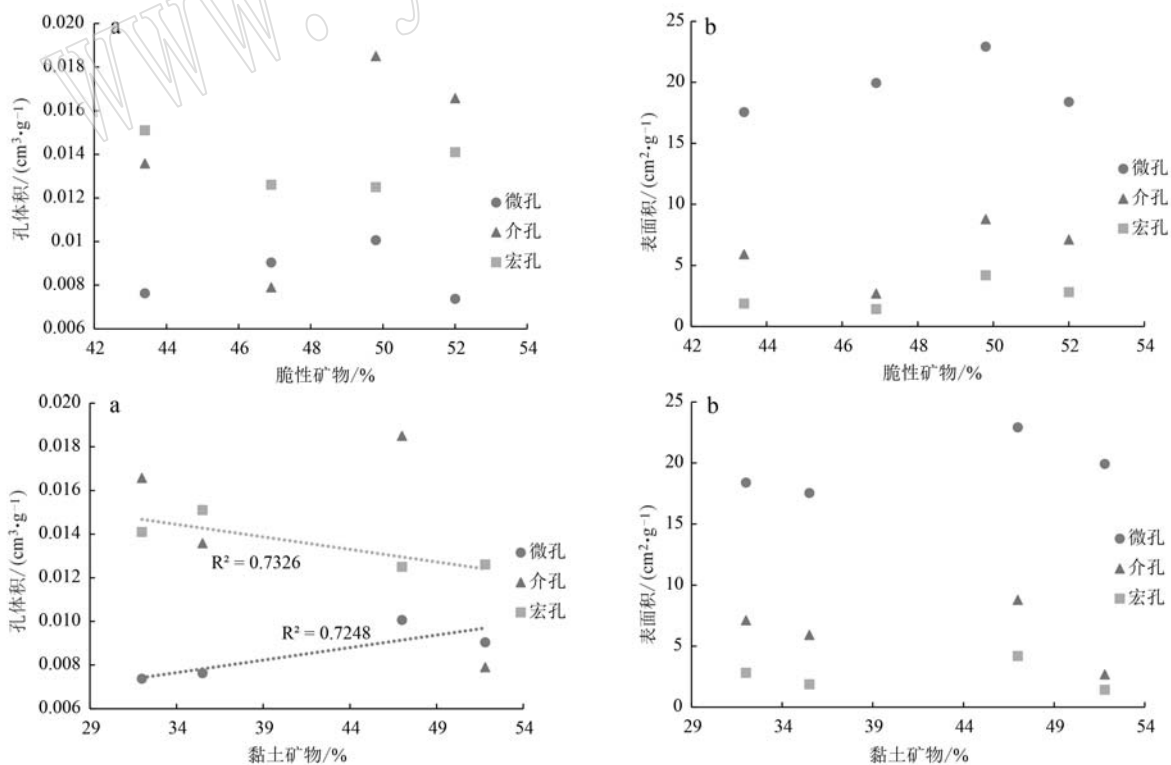 www.j
a
0.020
0.018
0.016
0.014
0.012
0.01
0.008
0.006
42
44
46
48
50
52
54
孔体积/(cm³·g⁻¹)
脆性矿物/%
微孔
介孔
宏孔
b
25
20
15
10
5
0
42
44
46
48
50
52
54
表面积/(cm²·g⁻¹)
脆性矿物/%
微孔
介孔
宏孔
a
0.020
0.018
0.016
0.014
0.012
0.010
0.008
0.006
29
34
39
44
49
54
孔体积/(cm³·g⁻¹)
黏土矿物/%
R² = 0.7326
R² = 0.7248
微孔
介孔
宏孔
b
25
20
15
10
5
0
29
34
39
44
49
54
表面积/(cm²·g⁻¹)
黏土矿物/%
微孔
介孔
宏孔